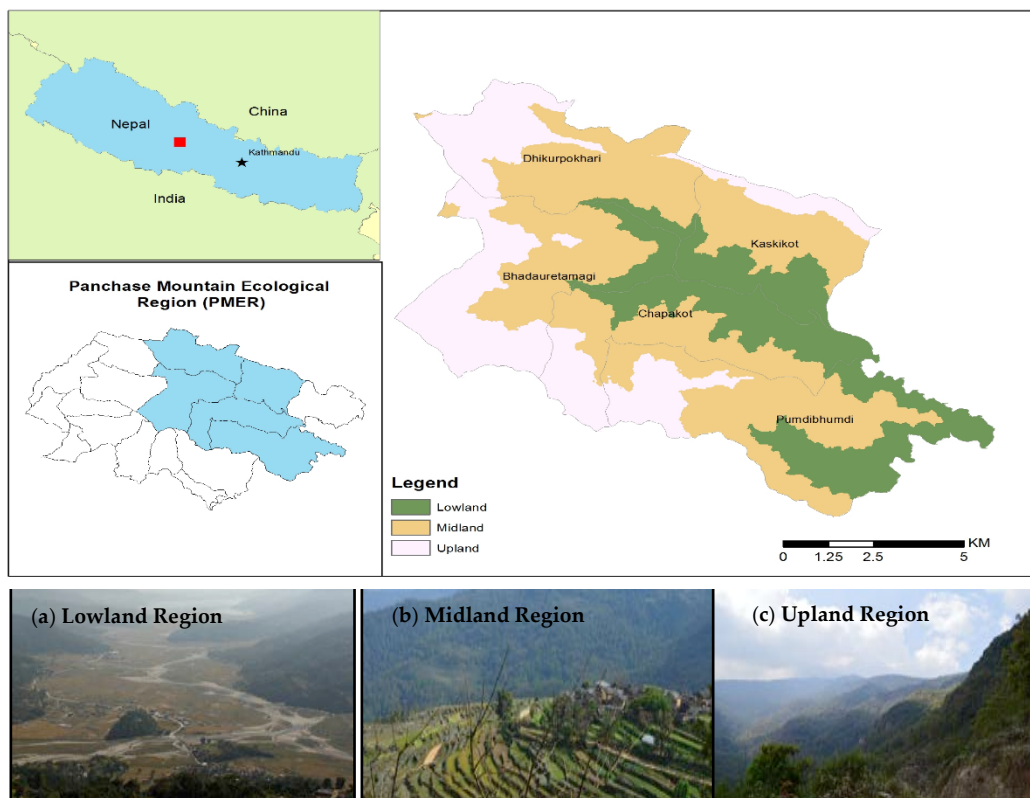 China
Nepal
Kathmandu
India
Panchase Mountain Ecological
Region (PMER)
Dhikurpokhari
Kaskikot
Bhadauretamagi
Chapakot
Pumdibhumdi
Legend
Lowland
Midland
Upland
KM
0 1.25 2.5 5
(a) Lowland Region
(b) Midland Region
(c) Upland Region